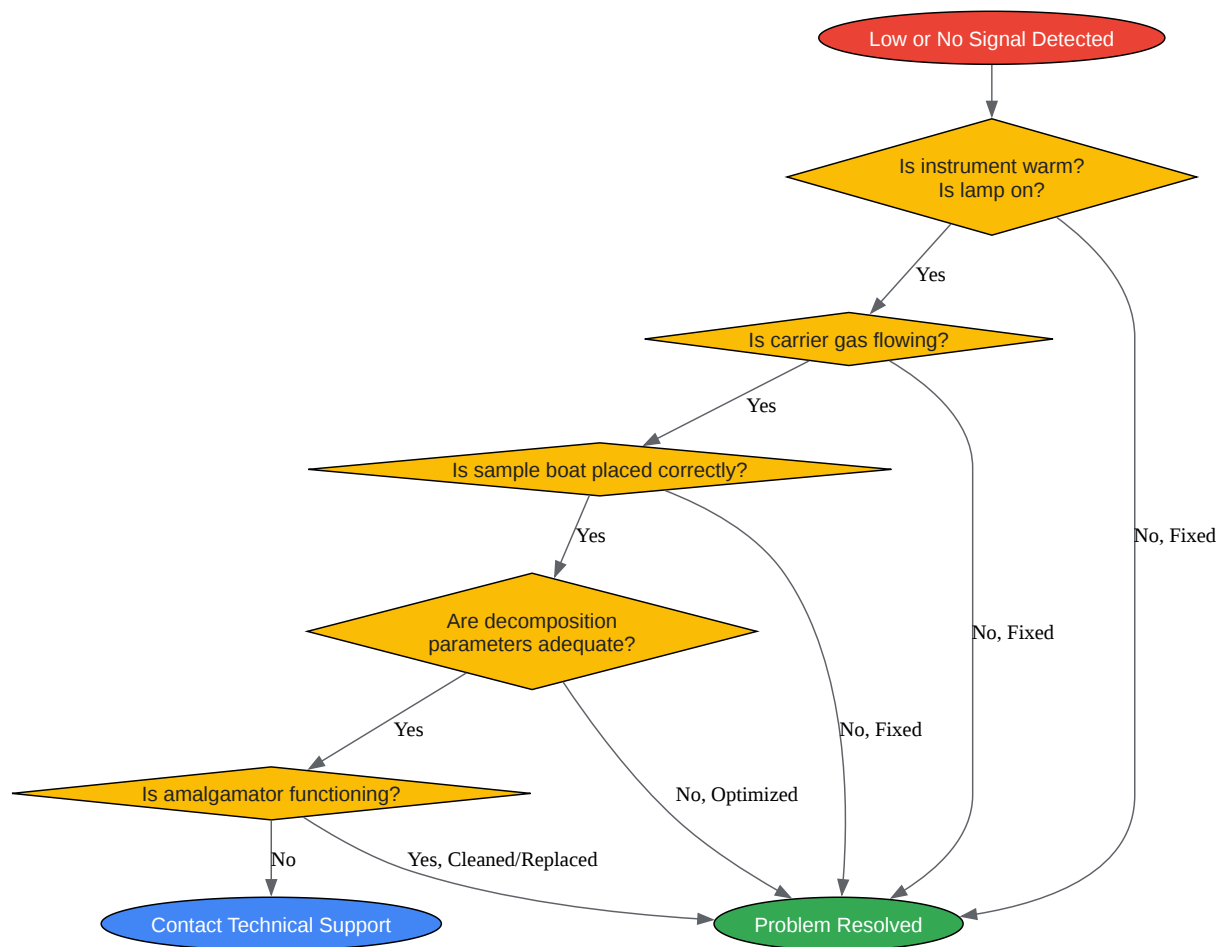 Low or No Signal Detected
Is instrument warm?
Is lamp on?
Yes
Is carrier gas flowing?
Yes
Is sample boat placed correctly?
Yes
No, Fixed
Are decomposition
parameters adequate?
No, Fixed
Yes
No, Fixed
Is amalgamator functioning?
No, Optimized
No
Yes, Cleaned/Replaced
Contact Technical Support
Problem Resolved